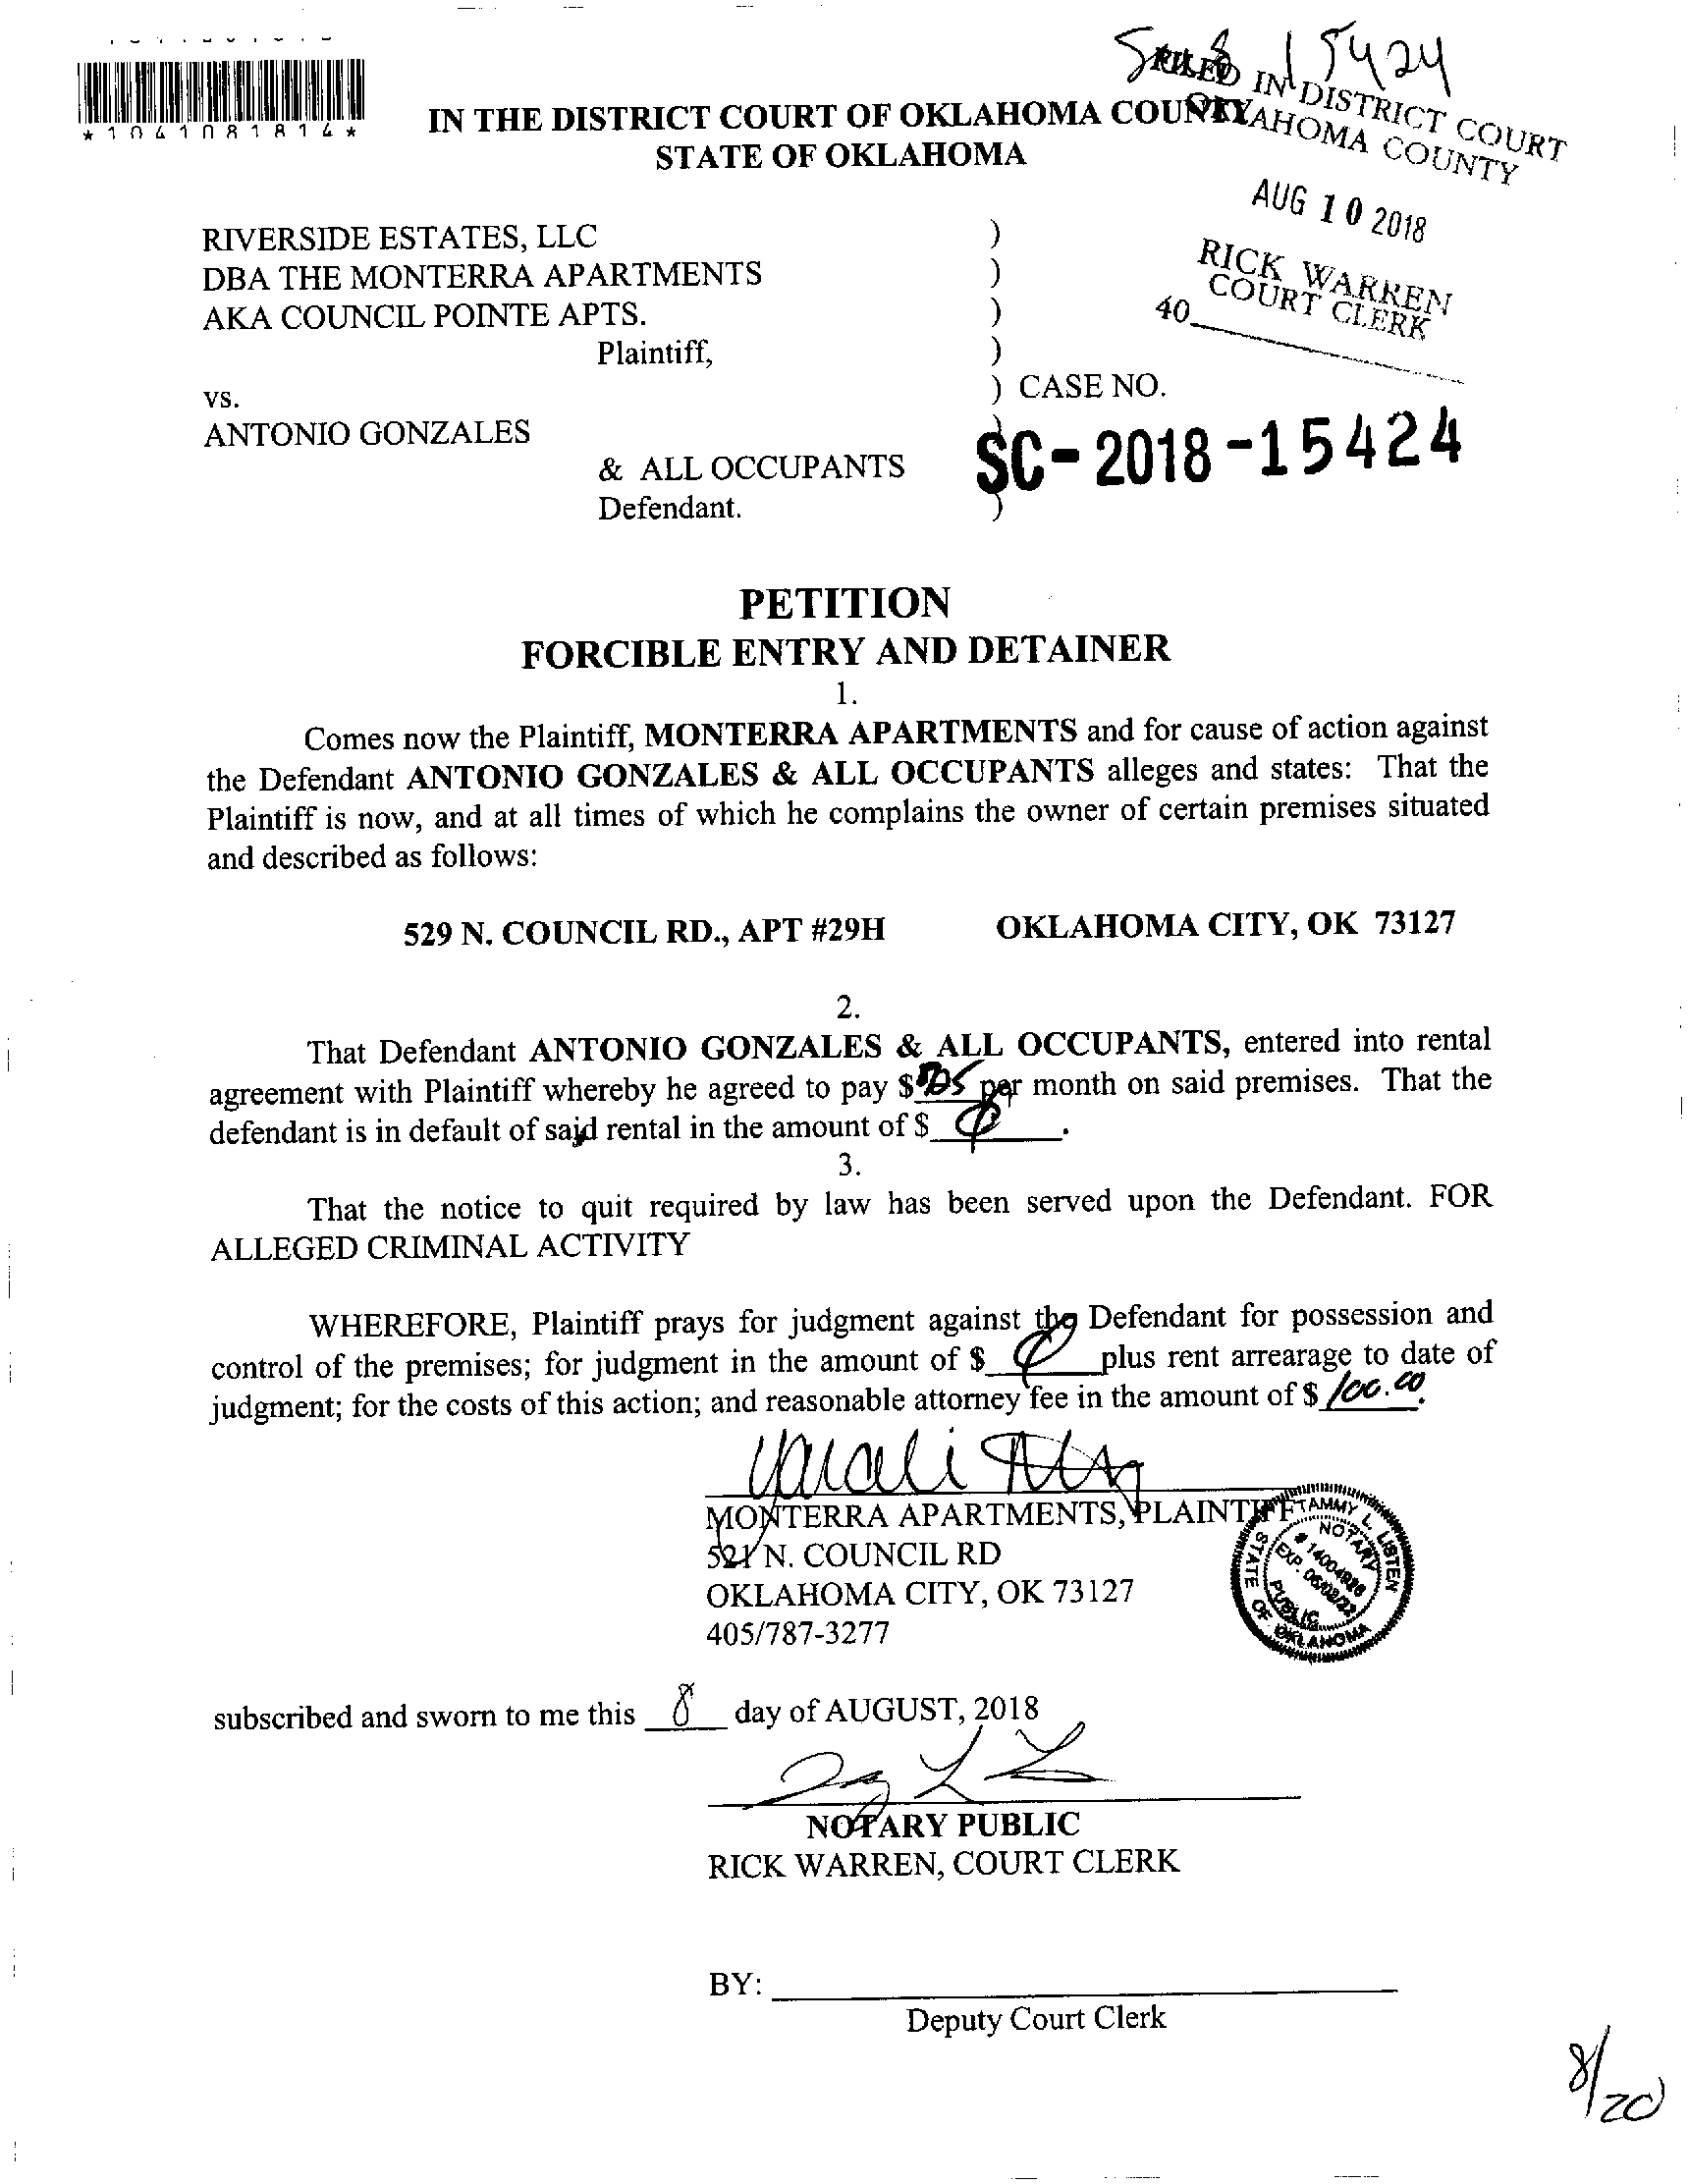 *1041081814*
15424
FILED IN DISTRICT COURT
OKLAHOMA COUNTY
IN THE DISTRICT COURT OF OKLAHOMA COUNTY
STATE OF OKLAHOMA
AUG 10 2018
RICK WARREN
COURT CLERK
40
RIVERSIDE ESTATES, LLC )
DBA THE MONTERRA APARTMENTS )
AKA COUNCIL POINTE APTS. )
Plaintiff, )
vs. ) CASE NO.
ANTONIO GONZALES )
SC-2018-15424
& ALL OCCUPANTS
Defendant. )
PETITION
FORCIBLE ENTRY AND DETAINER
1.
Comes now the Plaintiff, MONTERRA APARTMENTS and for cause of action against
the Defendant ANTONIO GONZALES & ALL OCCUPANTS alleges and states: That the
Plaintiff is now, and at all times of which he complains the owner of certain premises situated
and described as follows:
529 N. COUNCIL RD., APT #29H OKLAHOMA CITY, OK 73127
2.
That Defendant ANTONIO GONZALES & ALL OCCUPANTS, entered into rental
agreement with Plaintiff whereby he agreed to pay $ per month on said premises. That the
defendant is in default of said rental in the amount of $ .
3.
That the notice to quit required by law has been served upon the Defendant. FOR
ALLEGED CRIMINAL ACTIVITY
WHEREFORE, Plaintiff prays for judgment against the Defendant for possession and
control of the premises; for judgment in the amount of $ plus rent arrearage to date of
judgment; for the costs of this action; and reasonable attorney fee in the amount of $ 100.00.
MONTERRA APARTMENTS, PLAINTIFF
521 N. COUNCIL RD
OKLAHOMA CITY, OK 73127
405/787-3277
TAMMY L. LISTEN
NOTARY PUBLIC
STATE OF OKLAHOMA
EXP.
subscribed and sworn to me this 8 day of AUGUST, 2018
NOTARY PUBLIC
RICK WARREN, COURT CLERK
BY:
Deputy Court Clerk
8/20